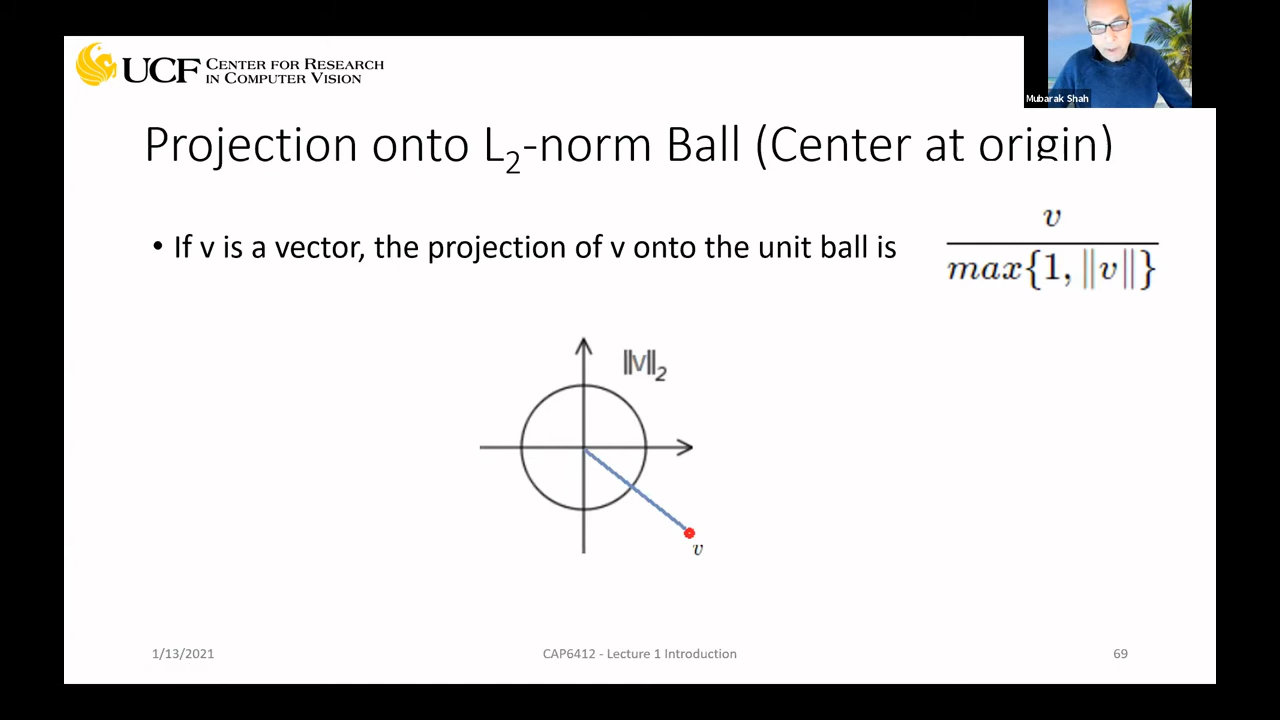 UCF CENTER FOR RESEARCH
IN COMPUTER VISION
Mubarak Shah
Projection onto L₂-norm Ball (Center at origin)
• If v is a vector, the projection of v onto the unit ball is
v
max{1, ‖v‖}
‖v‖₂
v
1/13/2021
CAP6412 - Lecture 1 Introduction
69